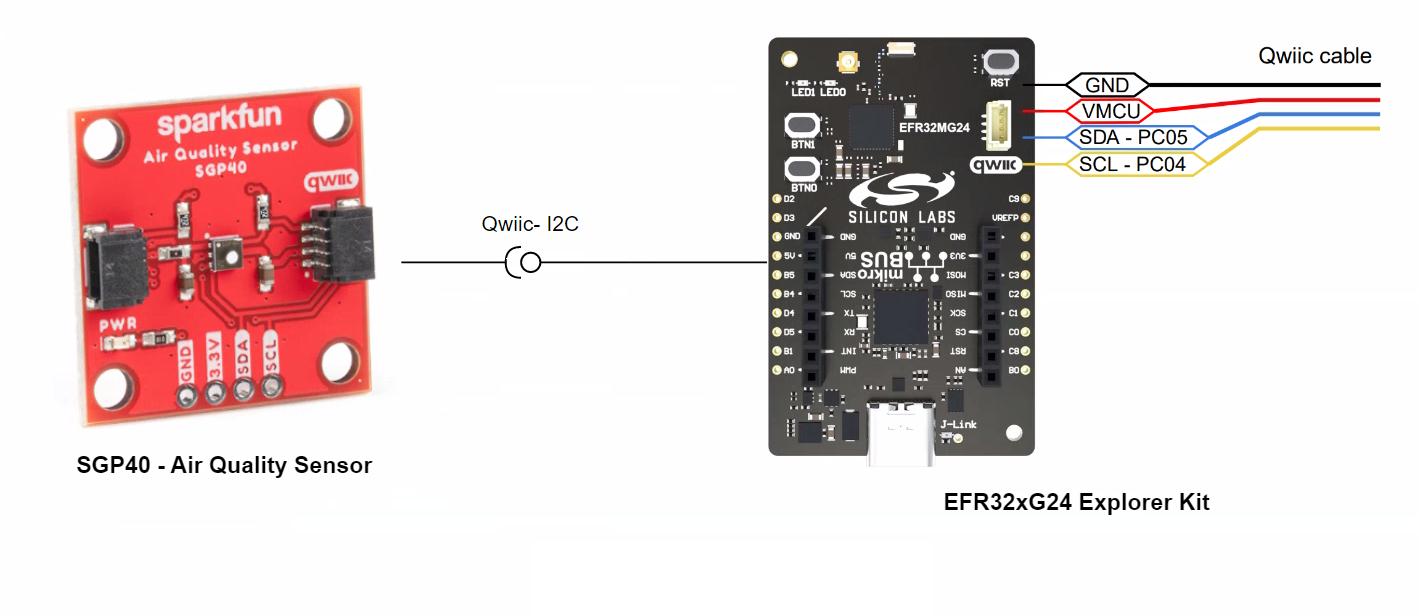 Qwiic cable
GND
VMCU
SDA - PC05
SCL - PC04
sparkfun
Air Quality Sensor
SGP40
qwiic
PWR
GND
3.3V
SDA
SCL
Qwiic- I2C
SGP40 - Air Quality Sensor
RST
LED1 LED0
EFR32MG24
BTN1
BTN0
qwiic
SILICON LABS
D2
D3
GND
5V
B5
B4
D4
D5
B1
A0
GND
5V
SDA
SCL
TX
RX
INT
PWM
mikro
BUS
GND
3V3
MOSI
MISO
SCK
CS
RST
AN
C9
VREFP
C3
C2
C1
C0
C8
B0
J-Link
EFR32xG24 Explorer Kit